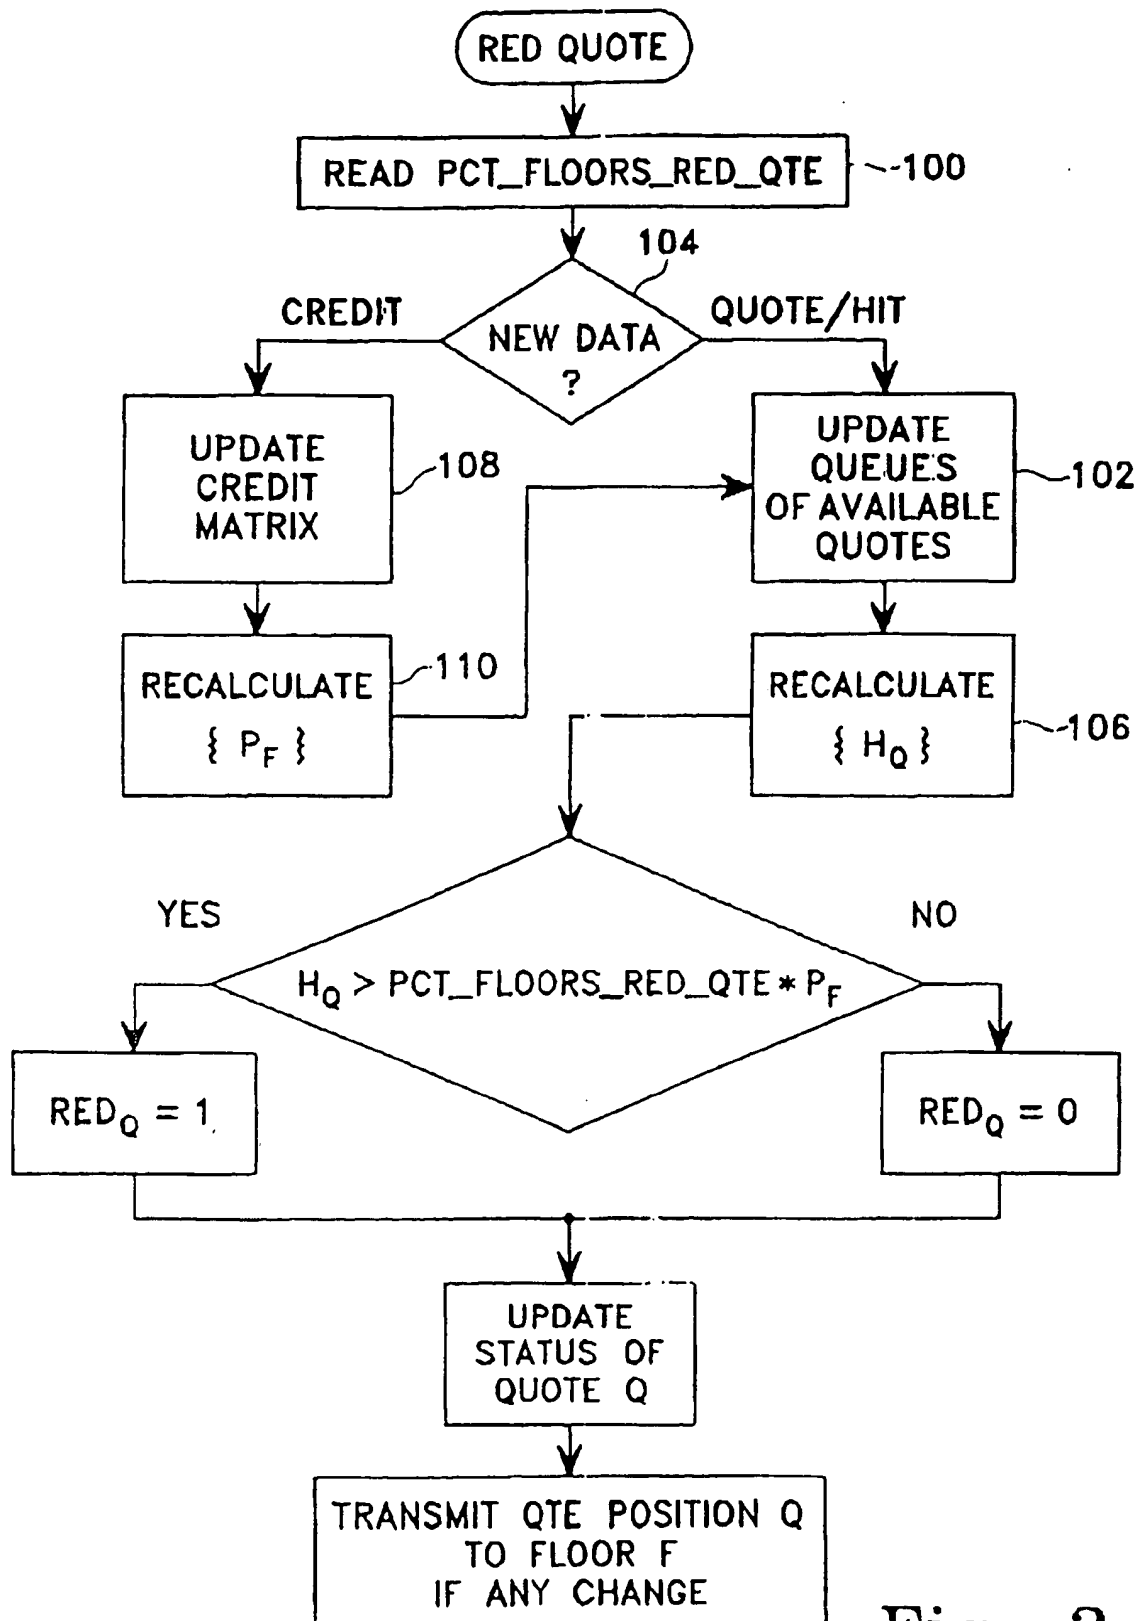 RED QUOTE
READ PCT_FLOORS_RED_QTE
100
104
CREDIT
QUOTE/HIT
NEW DATA
?
UPDATE
CREDIT
MATRIX
108
UPDATE
QUEUES
OF AVAILABLE
QUOTES
102
RECALCULATE
{ P_F }
110
RECALCULATE
{ H_Q }
106
YES
NO
H_Q > PCT_FLOORS_RED_QTE * P_F
RED_Q = 1
RED_Q = 0
UPDATE
STATUS OF
QUOTE Q
TRANSMIT QTE POSITION Q
TO FLOOR F
IF ANY CHANGE